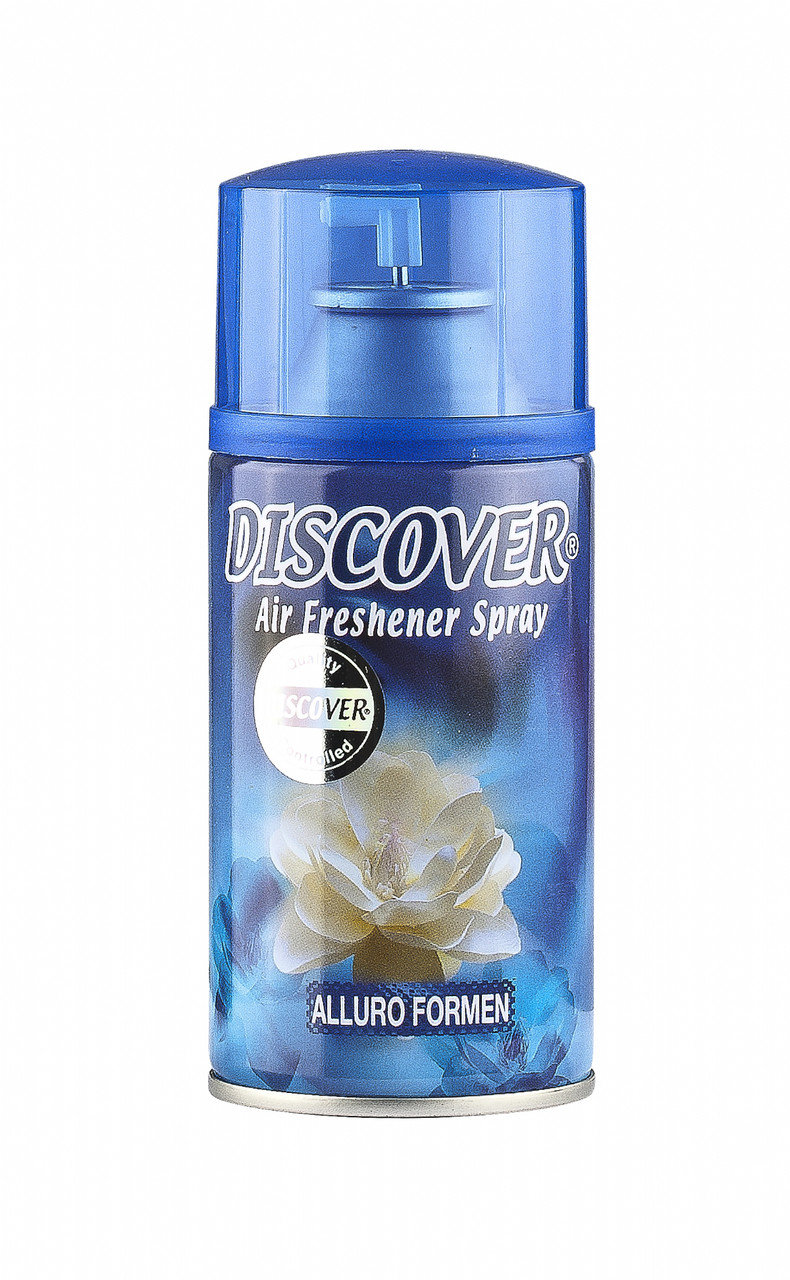 DISCOVER®
Air Freshener Spray
Quality
DISCOVER®
Controlled
ALLURO FORMEN